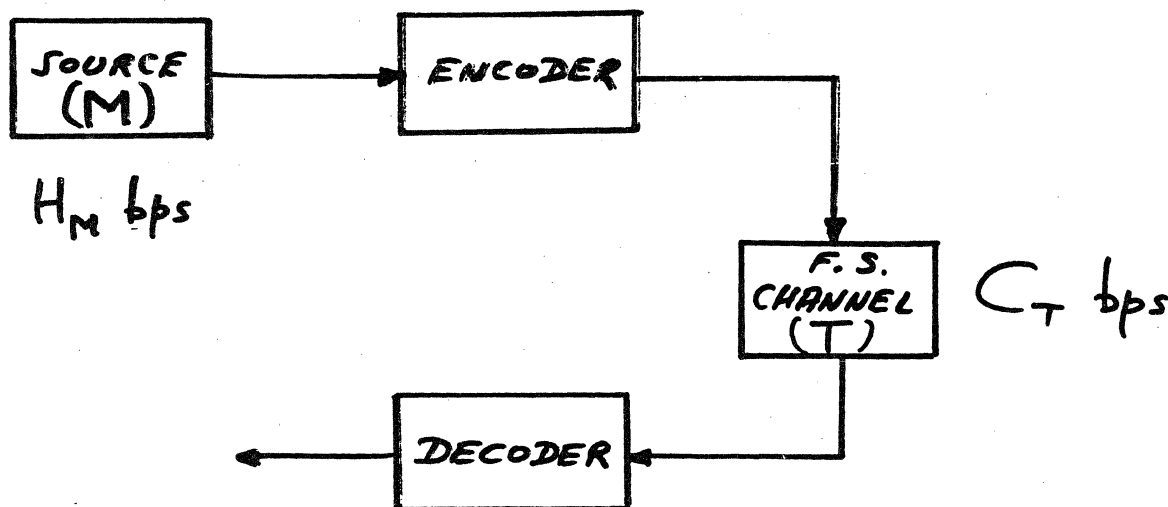 SOURCE
(M)
H_M bps
ENCODER
F. S.
CHANNEL
(T)
C_T bps
DECODER